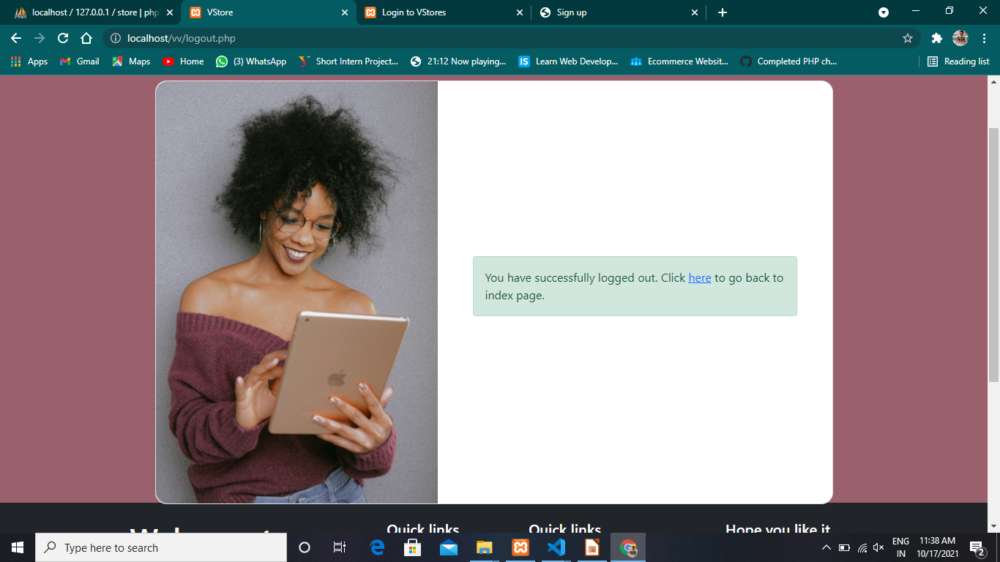 localhost / 127.0.0.1 / store | php
VStore
Login to VStores
Sign up
localhost/vv/logout.php
Apps
Gmail
Maps
Home
(3) WhatsApp
Short Intern Project...
21:12 Now playing...
IS
Learn Web Develop...
Ecommerce Websit...
Completed PHP ch...
Reading list
You have successfully logged out. Click here to go back to
index page.
Quick links
Quick links
Hope you like it
Type here to search
ENG
IN
11:38 AM
10/17/2021
2